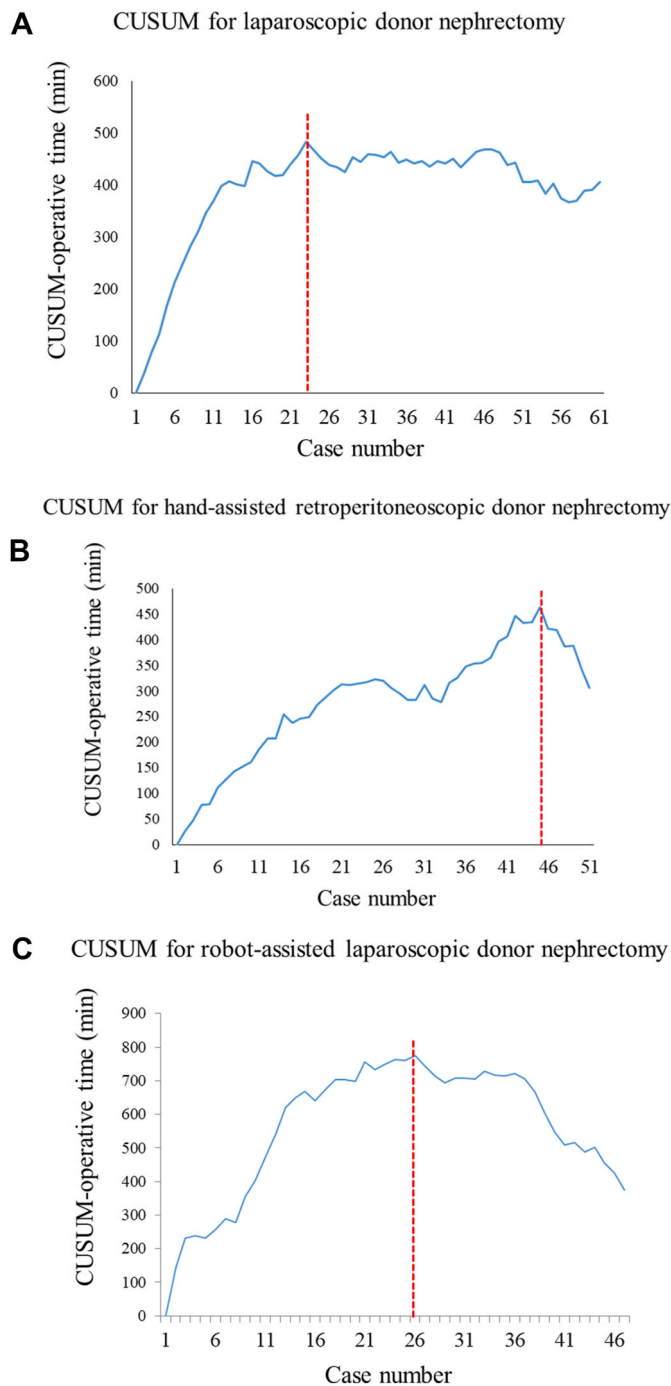 A
CUSUM for laparoscopic donor nephrectomy
CUSUM-operative time (min)
600
500
400
300
200
100
0
1 6 11 16 21 26 31 36 41 46 51 56 61
Case number
CUSUM for hand-assisted retroperitoneoscopic donor nephrectomy
B
CUSUM-operative time (min)
500
450
400
350
300
250
200
150
100
50
0
1 6 11 16 21 26 31 36 41 46 51
Case number
C
CUSUM for robot-assisted laparoscopic donor nephrectomy
CUSUM-operative time (min)
900
800
700
600
500
400
300
200
100
0
1 6 11 16 21 26 31 36 41 46
Case number